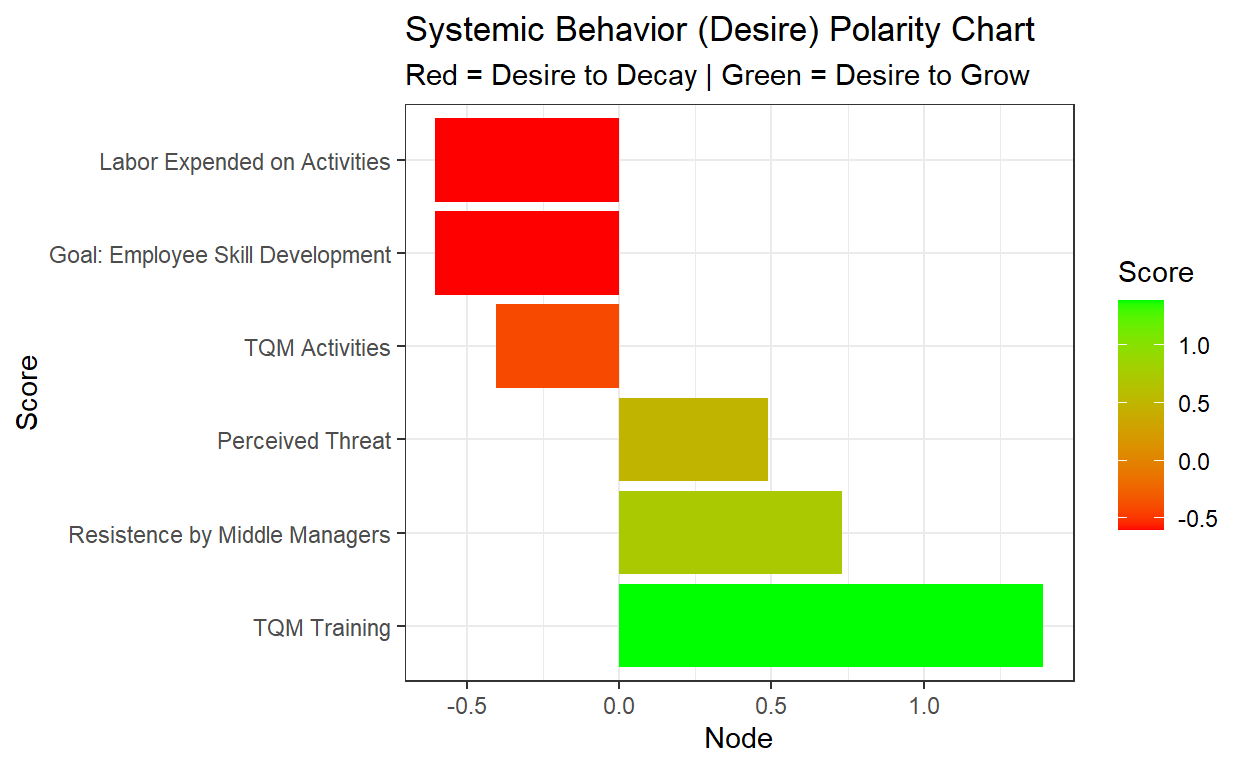 Systemic Behavior (Desire) Polarity Chart
Red = Desire to Decay | Green = Desire to Grow
Labor Expended on Activities
Goal: Employee Skill Development
TQM Activities
Perceived Threat
Resistence by Middle Managers
TQM Training
Score
-0.5
0.0
0.5
1.0
Node
Score
1.0
0.5
0.0
-0.5